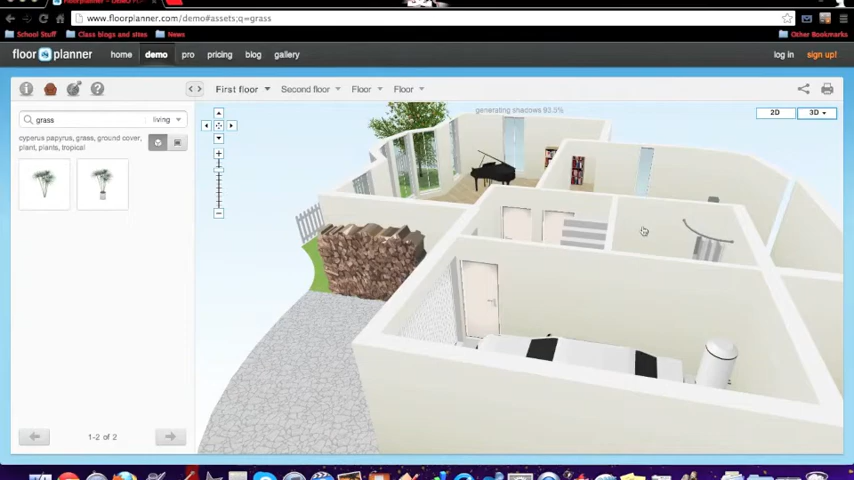 Floorplanner - DEMO
www.floorplanner.com/demo#assets;q=grass
School Stuff Class blogs and sites News Other Bookmarks
floorplanner home demo pro pricing blog gallery log in sign up!
First floor Second floor Floor Floor
grass living
generating shadows 93.0%
2D 3D
cyperus papyrus, grass, ground cover,
plant, plants, tropical
1-2 of 2